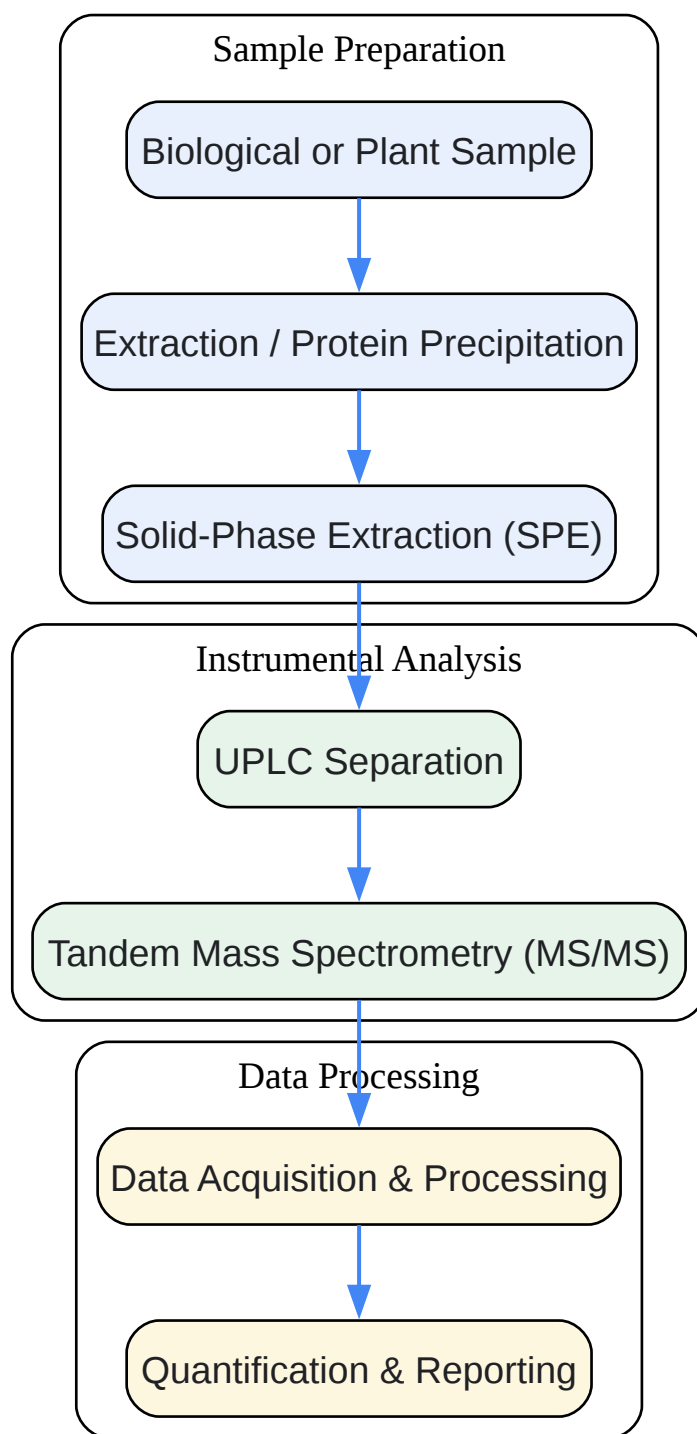 Sample Preparation
Biological or Plant Sample
Extraction / Protein Precipitation
Solid-Phase Extraction (SPE)
Instrumental Analysis
UPLC Separation
Tandem Mass Spectrometry (MS/MS)
Data Processing
Data Acquisition & Processing
Quantification & Reporting